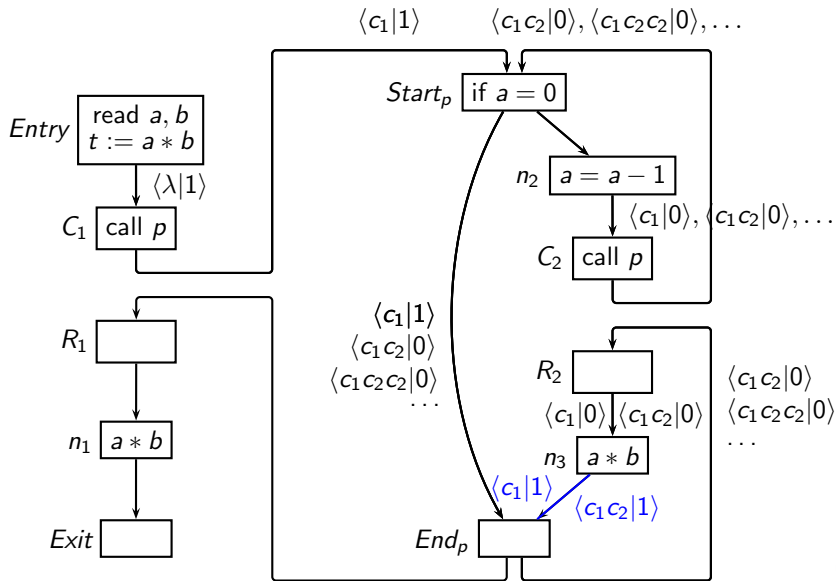 ⟨c₁|1⟩
⟨c₁c₂|0⟩, ⟨c₁c₂c₂|0⟩, . . .
Entry
read a, b
t := a ∗ b
Start_p
if a = 0
⟨λ|1⟩
n₂
a = a − 1
C₁
call p
⟨c₁|0⟩, ⟨c₁c₂|0⟩, . . .
C₂
call p
⟨c₁|1⟩
⟨c₁c₂|0⟩
⟨c₁c₂c₂|0⟩
. . .
R₁
R₂
⟨c₁c₂|0⟩
⟨c₁c₂c₂|0⟩
. . .
⟨c₁|0⟩ ⟨c₁c₂|0⟩
n₁
a ∗ b
n₃
a ∗ b
⟨c₁|1⟩
⟨c₁c₂|1⟩
Exit
End_p